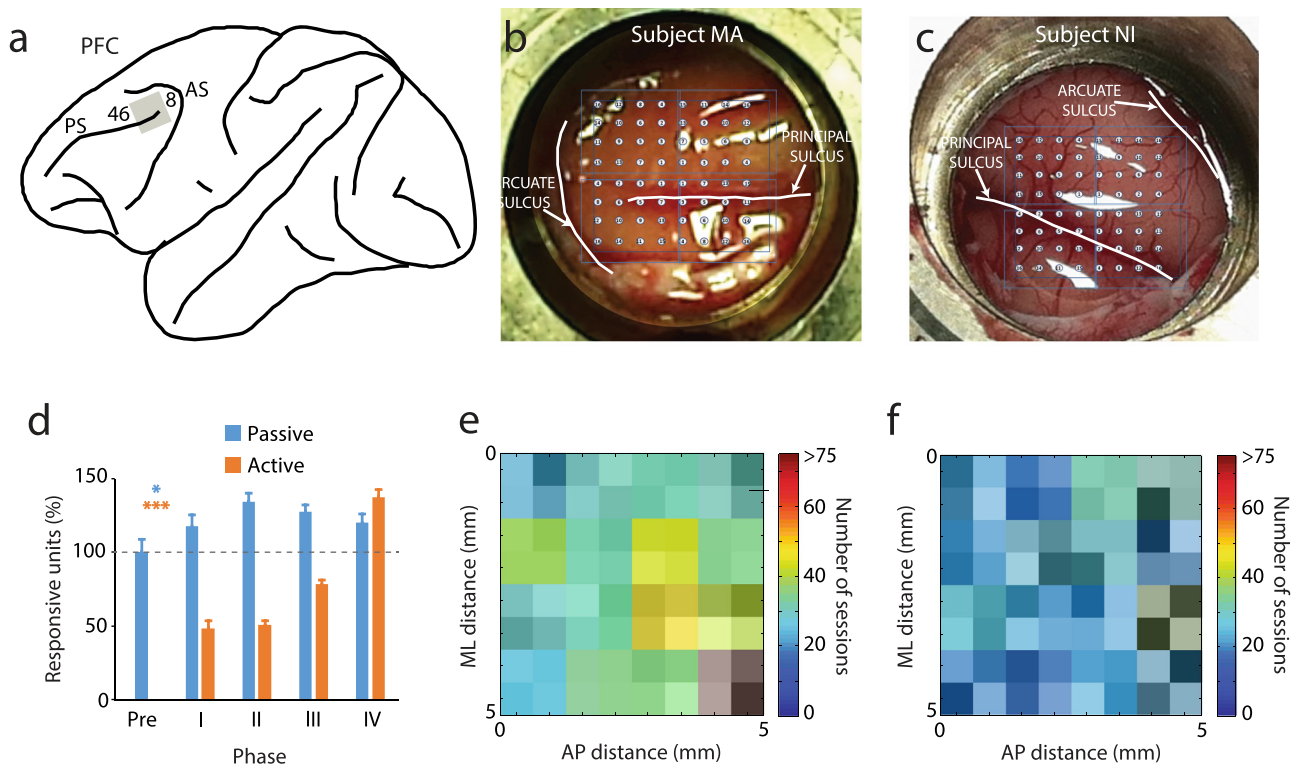 a
PFC
AS
46
8
PS
b
Subject MA
PRINCIPAL
SULCUS
ARCUATE
SULCUS
c
Subject NI
ARCUATE
SULCUS
PRINCIPAL
SULCUS
d
Passive
Active
Responsive units (%)
150
100
50
0
*
***
Pre I II III IV
Phase
e
ML distance (mm)
0
5
0 5
AP distance (mm)
>75
60
40
20
0
Number of sessions
f
ML distance (mm)
0
5
0 5
AP distance (mm)
>75
60
40
20
0
Number of sessions